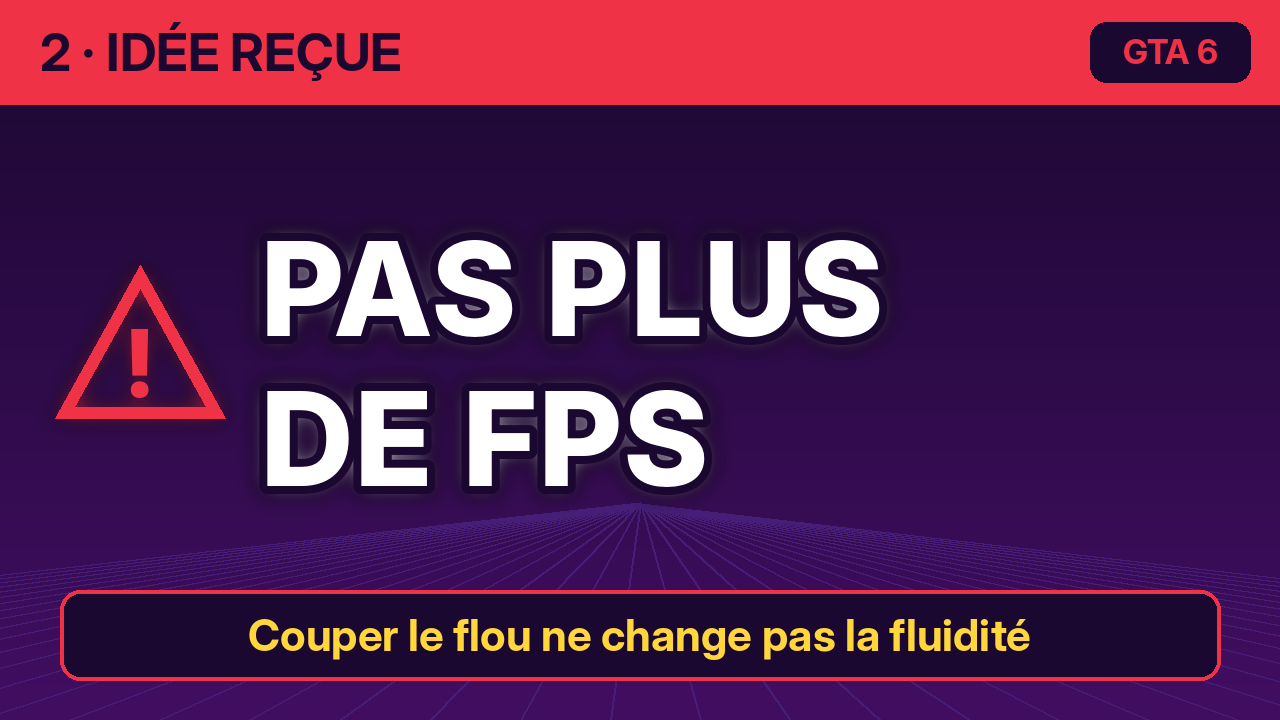 2 · IDÉE REÇUE
GTA 6
PAS PLUS
DE FPS
Couper le flou ne change pas la fluidité